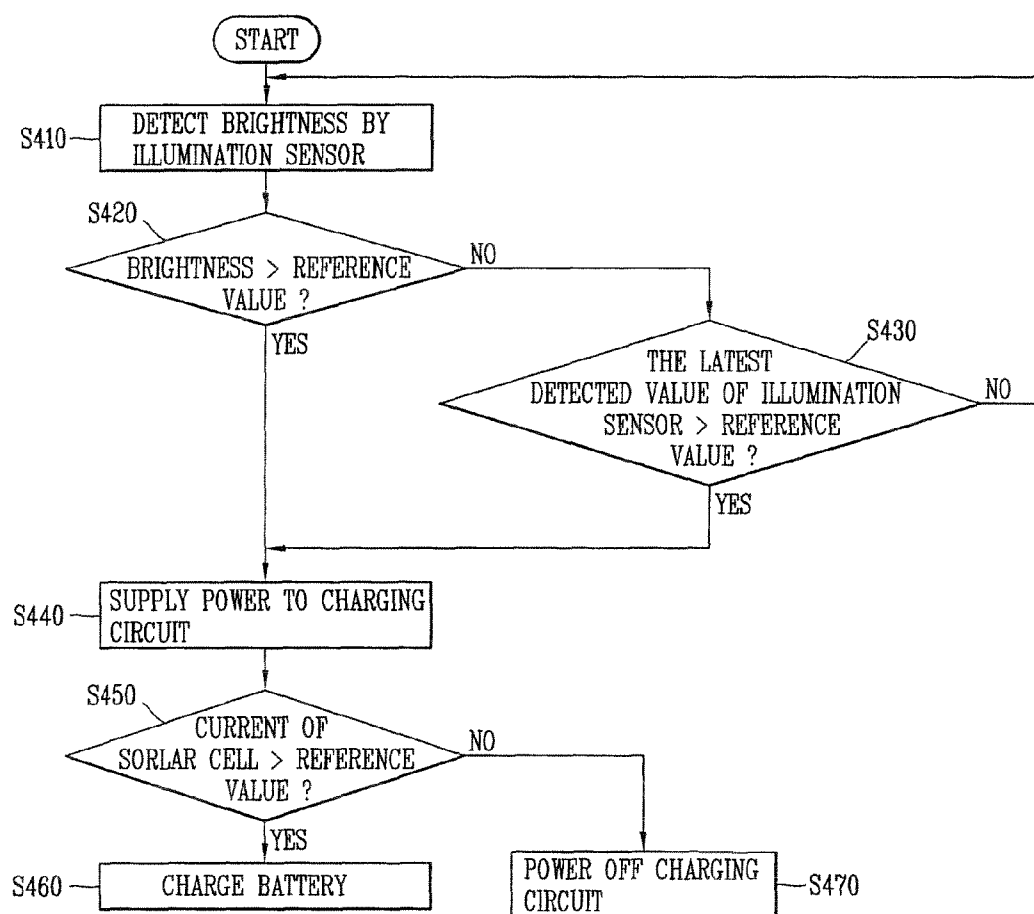 START
S410
DETECT BRIGHTNESS BY
ILLUMINATION SENSOR
S420
BRIGHTNESS > REFERENCE
VALUE ?
NO
YES
S430
THE LATEST
DETECTED VALUE OF ILLUMINATION
SENSOR > REFERENCE
VALUE ?
NO
YES
S440
SUPPLY POWER TO CHARGING
CIRCUIT
S450
CURRENT OF
SORLAR CELL > REFERENCE
VALUE ?
NO
YES
S460
CHARGE BATTERY
POWER OFF CHARGING
CIRCUIT
S470